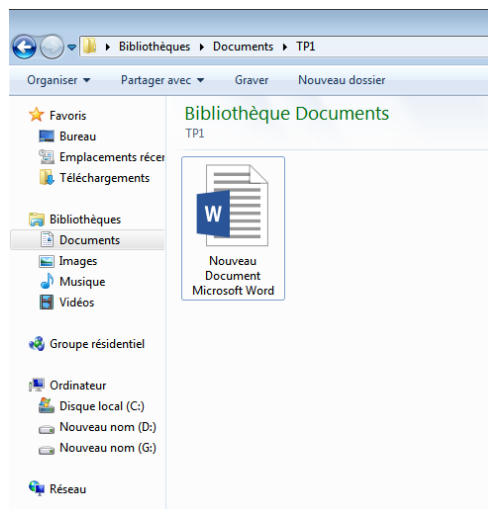 Bibliothèques Documents TP1
Organiser Partager avec Graver Nouveau dossier
Favoris
Bureau
Emplacements récer
Téléchargements
Bibliothèques
Documents
Images
Musique
Vidéos
Groupe résidentiel
Ordinateur
Disque local (C:)
Nouveau nom (D:)
Nouveau nom (G:)
Réseau
Bibliothèque Documents
TP1
W
Nouveau
Document
Microsoft Word